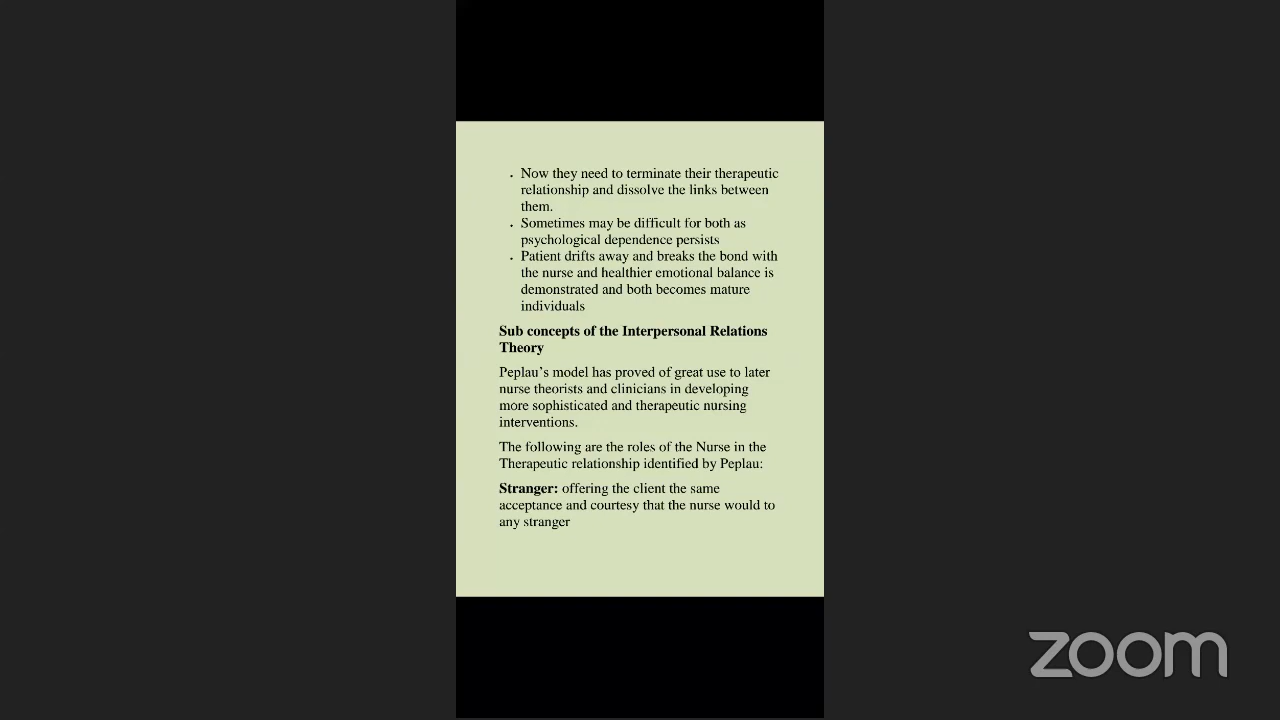 • Now they need to terminate their therapeutic
relationship and dissolve the links between
them.
• Sometimes may be difficult for both as
psychological dependence persists
• Patient drifts away and breaks the bond with
the nurse and healthier emotional balance is
demonstrated and both becomes mature
individuals
Sub concepts of the Interpersonal Relations
Theory
Peplau’s model has proved of great use to later
nurse theorists and clinicians in developing
more sophisticated and therapeutic nursing
interventions.
The following are the roles of the Nurse in the
Therapeutic relationship identified by Peplau:
Stranger: offering the client the same
acceptance and courtesy that the nurse would to
any stranger
zoom